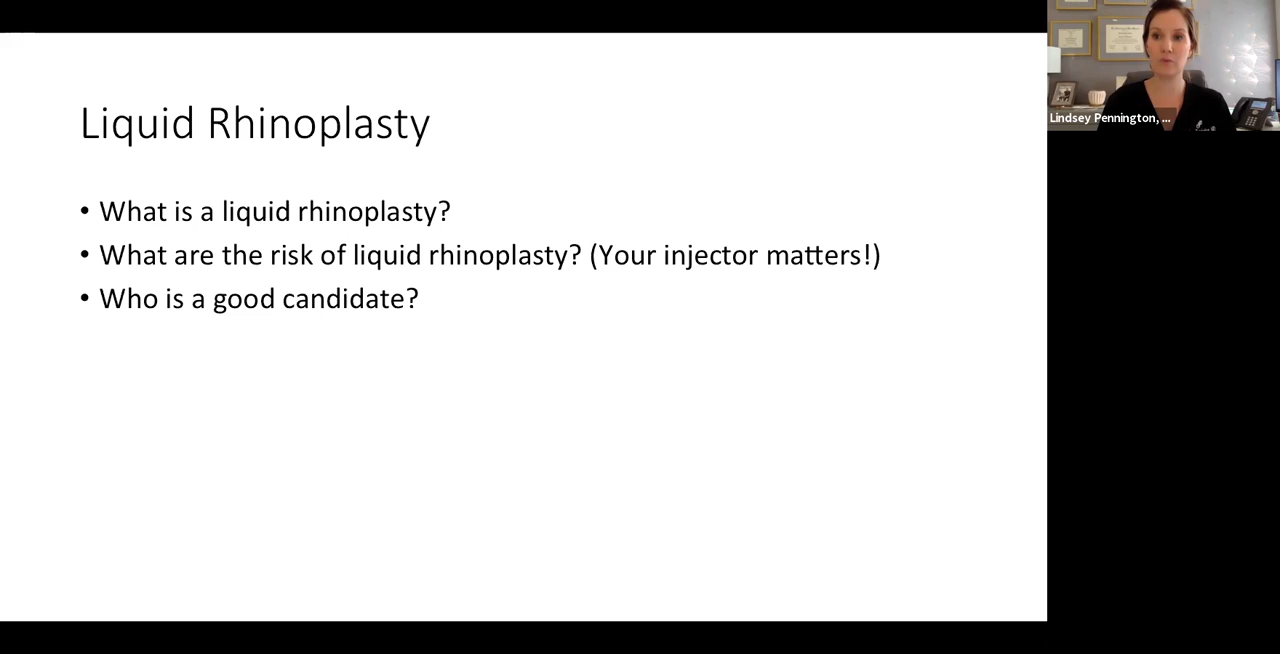 Liquid Rhinoplasty
• What is a liquid rhinoplasty?
• What are the risk of liquid rhinoplasty? (Your injector matters!)
• Who is a good candidate?
Lindsey Pennington, ...